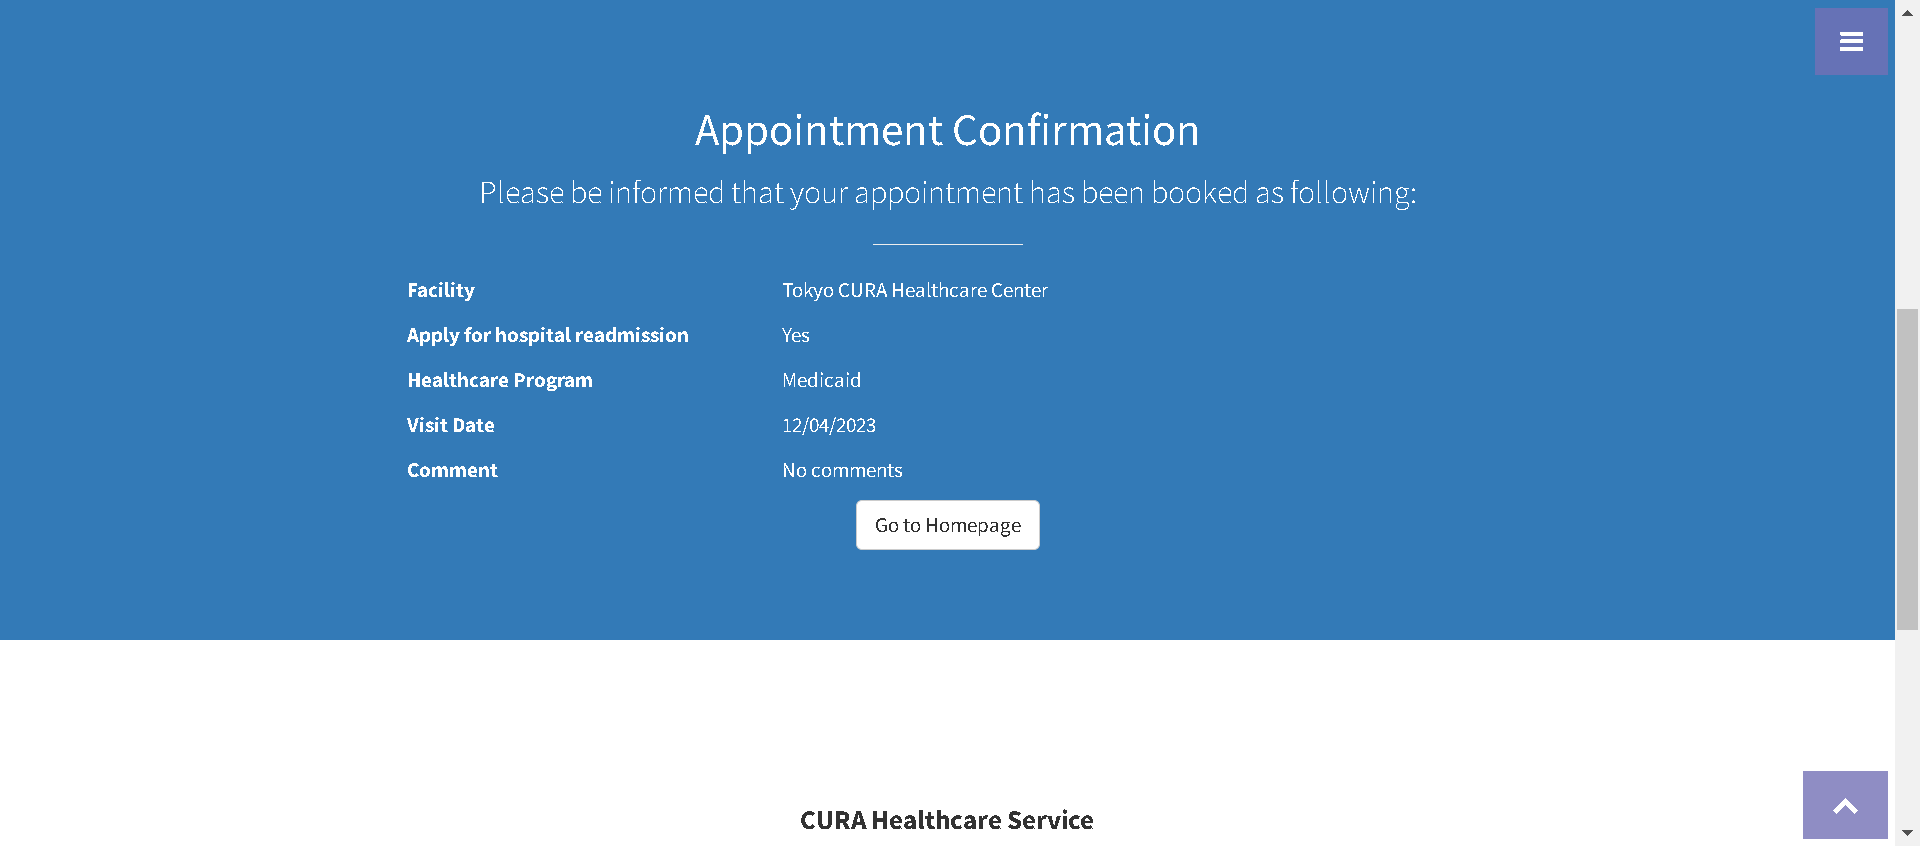 Appointment Confirmation
Please be informed that your appointment has been booked as following:
Facility Tokyo CURA Healthcare Center
Apply for hospital readmission Yes
Healthcare Program Medicaid
Visit Date 12/04/2023
Comment No comments
Go to Homepage
CURA Healthcare Service